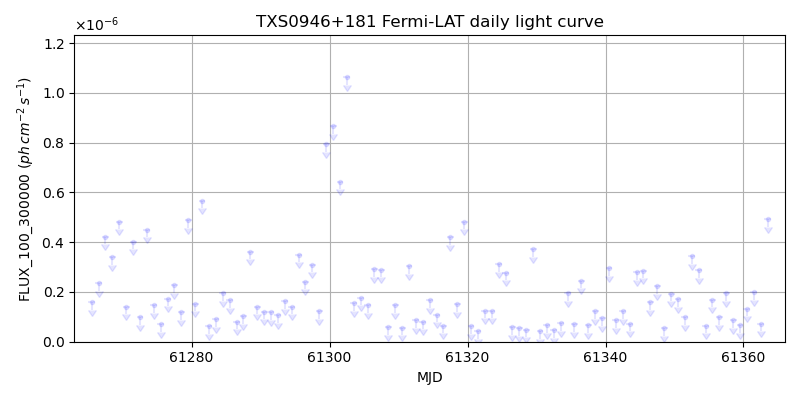 TXS0946+181 Fermi-LAT daily light curve
×10⁻⁶
1.2
1.0
0.8
0.6
0.4
0.2
0.0
FLUX_100_300000 (ph cm⁻² s⁻¹)
61280 61300 61320 61340 61360
MJD